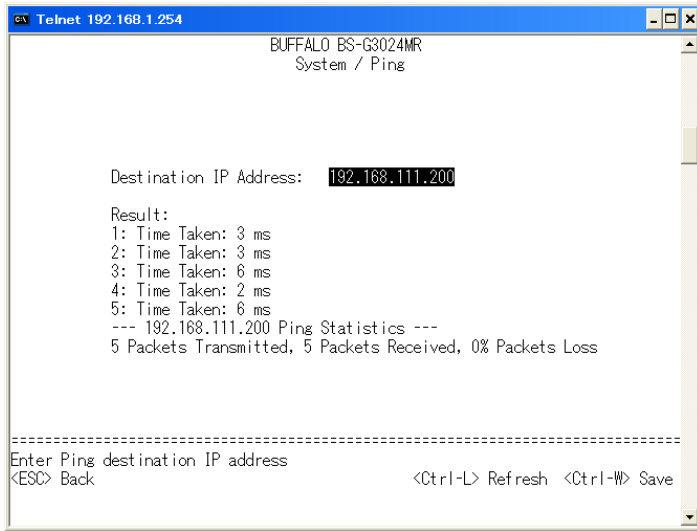 Telnet 192.168.1.254
BUFFALO BS-G3024MR
System / Ping
Destination IP Address: 192.168.111.200
Result:
1: Time Taken: 3 ms
2: Time Taken: 3 ms
3: Time Taken: 6 ms
4: Time Taken: 2 ms
5: Time Taken: 6 ms
--- 192.168.111.200 Ping Statistics ---
5 Packets Transmitted, 5 Packets Received, 0% Packets Loss
================================================================================
Enter Ping destination IP address
<ESC> Back <Ctrl-L> Refresh <Ctrl-W> Save